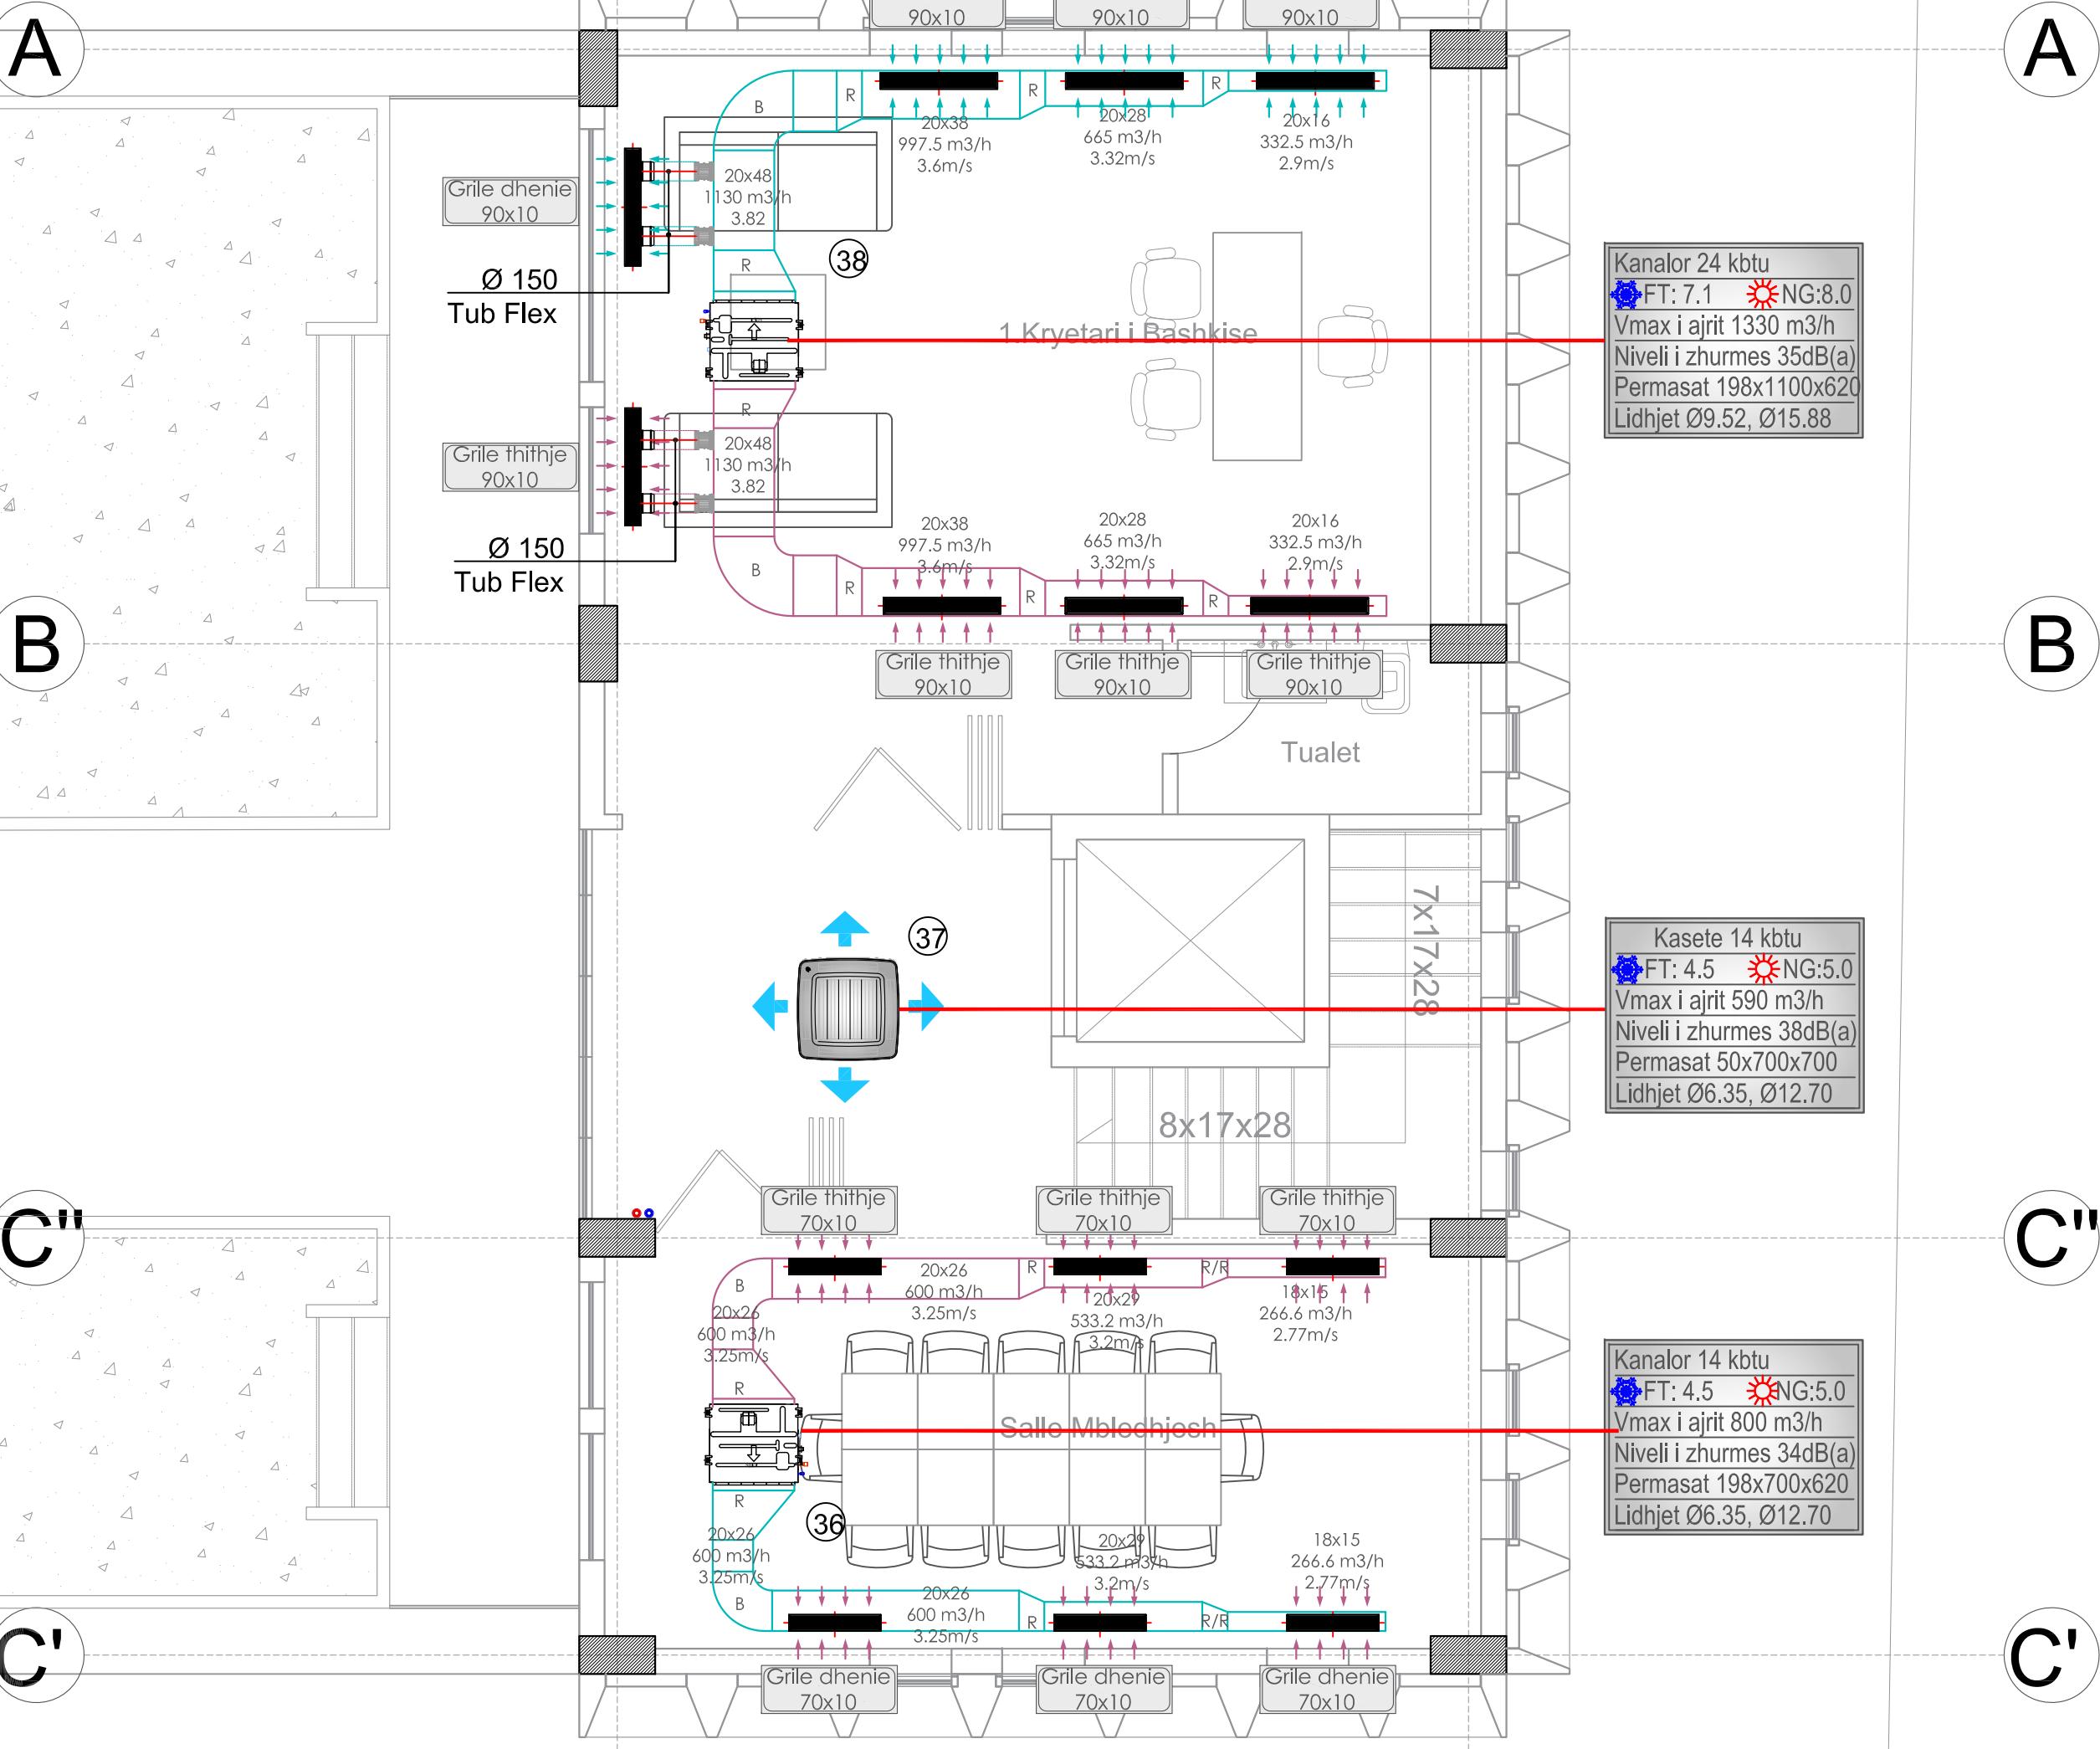 A
A
90x10
90x10
90x10
R
R
R
B
20x38
997.5 m3/h
3.6m/s
20x28
665 m3/h
3.32m/s
20x16
332.5 m3/h
2.9m/s
Grile dhenie
90x10
20x48
1130 m3/h
3.82
Ø 150
Tub Flex
R
38
1.Kryetari i Bashkise
Kanalor 24 kbtu
FT: 7.1 NG:8.0
Vmax i ajrit 1330 m3/h
Niveli i zhurmes 35dB(a)
Permasat 198x1100x620
Lidhjet Ø9.52, Ø15.88
R
Grile thithje
90x10
20x48
1130 m3/h
3.82
Ø 150
Tub Flex
20x38
997.5 m3/h
3.6m/s
20x28
665 m3/h
3.32m/s
20x16
332.5 m3/h
2.9m/s
B
R
R
R
B
B
Grile thithje
90x10
Grile thithje
90x10
Grile thithje
90x10
Tualet
7x17x28
37
Kasete 14 kbtu
FT: 4.5 NG:5.0
Vmax i ajrit 590 m3/h
Niveli i zhurmes 38dB(a)
Permasat 50x700x700
Lidhjet Ø6.35, Ø12.70
8x17x28
C"
C"
Grile thithje
70x10
Grile thithje
70x10
Grile thithje
70x10
B
20x26
600 m3/h
3.25m/s
R
R/R
20x26
600 m3/h
3.25m/s
20x29
533.2 m3/h
3.2m/s
18x15
266.6 m3/h
2.77m/s
R
Salle Mbledhjesh
Kanalor 14 kbtu
FT: 4.5 NG:5.0
Vmax i ajrit 800 m3/h
Niveli i zhurmes 34dB(a)
Permasat 198x700x620
Lidhjet Ø6.35, Ø12.70
R
36
20x26
600 m3/h
3.25m/s
20x29
533.2 m3/h
3.2m/s
18x15
266.6 m3/h
2.77m/s
B
20x26
600 m3/h
3.25m/s
R
R/R
C'
C'
Grile dhenie
70x10
Grile dhenie
70x10
Grile dhenie
70x10